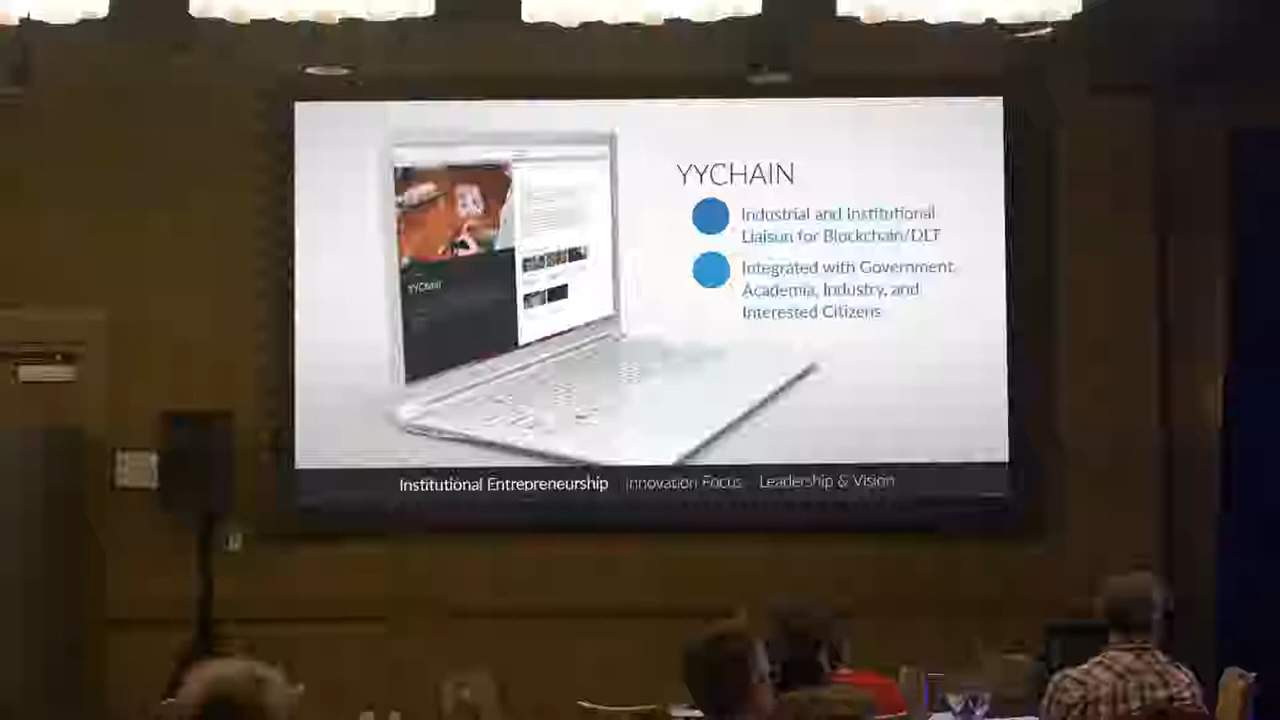 YYCHAIN
Industrial and Institutional
Liaison for Blockchain/DLT
Integrated with Government,
Academia, Industry, and
Interested Citizens
YYChain
Institutional Entrepreneurship Innovation Focus Leadership & Vision